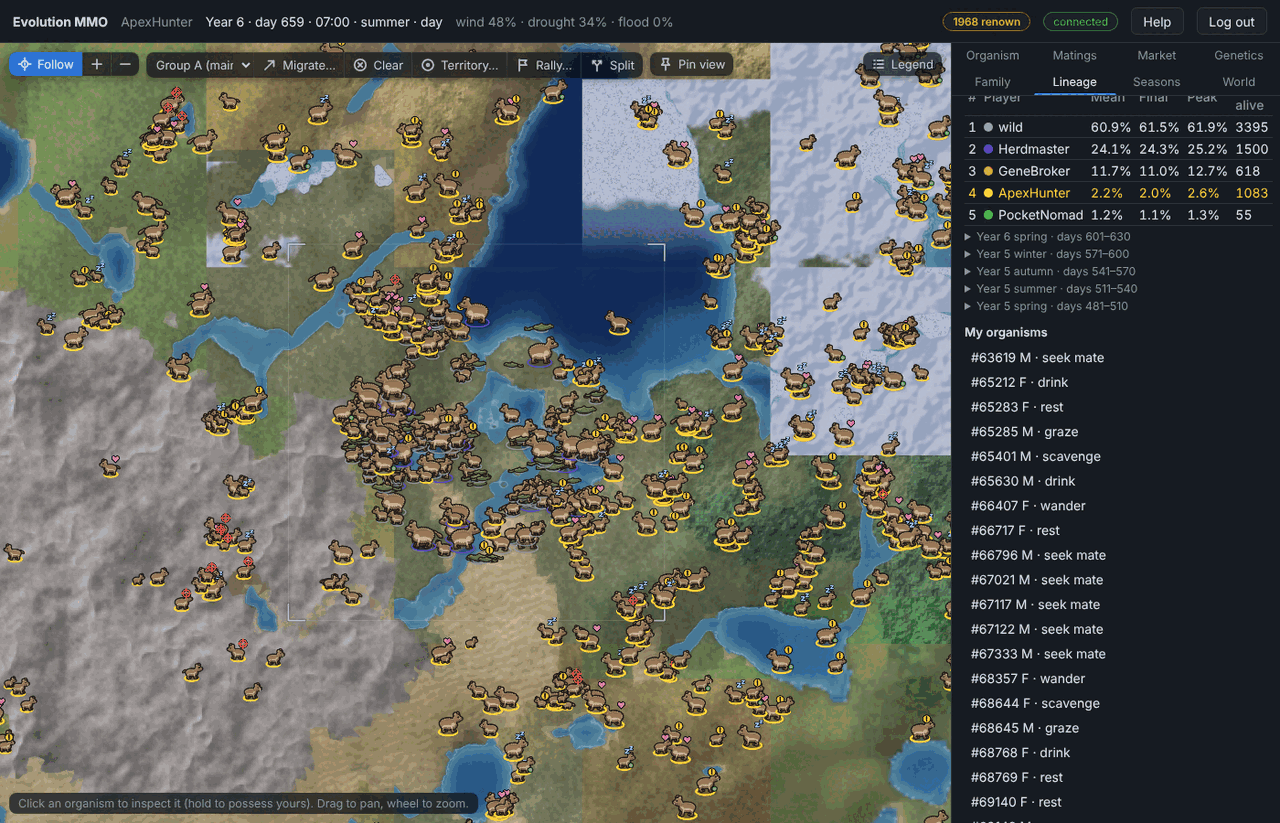 Evolution MMO ApexHunter Year 6 · day 659 · 07:00 · summer · day wind 48% · drought 34% · flood 0% 1968 renown connected Help Log out
Follow + − Group A (mair Migrate... Clear Territory... Rally... Split Pin view Legend
Organism Matings Market Genetics
Family Lineage Seasons World
# Player Mean Final Peak alive
1 wild 60.9% 61.5% 61.9% 3395
2 Herdmaster 24.1% 24.3% 25.2% 1500
3 GeneBroker 11.7% 11.0% 12.7% 618
4 ApexHunter 2.2% 2.0% 2.6% 1083
5 PocketNomad 1.2% 1.1% 1.3% 55
Year 6 spring · days 601–630
Year 5 winter · days 571–600
Year 5 autumn · days 541–570
Year 5 summer · days 511–540
Year 5 spring · days 481–510
My organisms
#63619 M · seek mate
#65212 F · drink
#65283 F · rest
#65285 M · graze
#65401 M · scavenge
#65630 M · drink
#66407 F · wander
#66717 F · rest
#66796 M · seek mate
#67021 M · seek mate
#67117 M · seek mate
#67122 M · seek mate
#67333 M · seek mate
#68357 F · wander
#68644 F · scavenge
#68645 M · graze
#68768 F · drink
#68769 F · rest
#69140 F · rest
Click an organism to inspect it (hold to possess yours). Drag to pan, wheel to zoom.